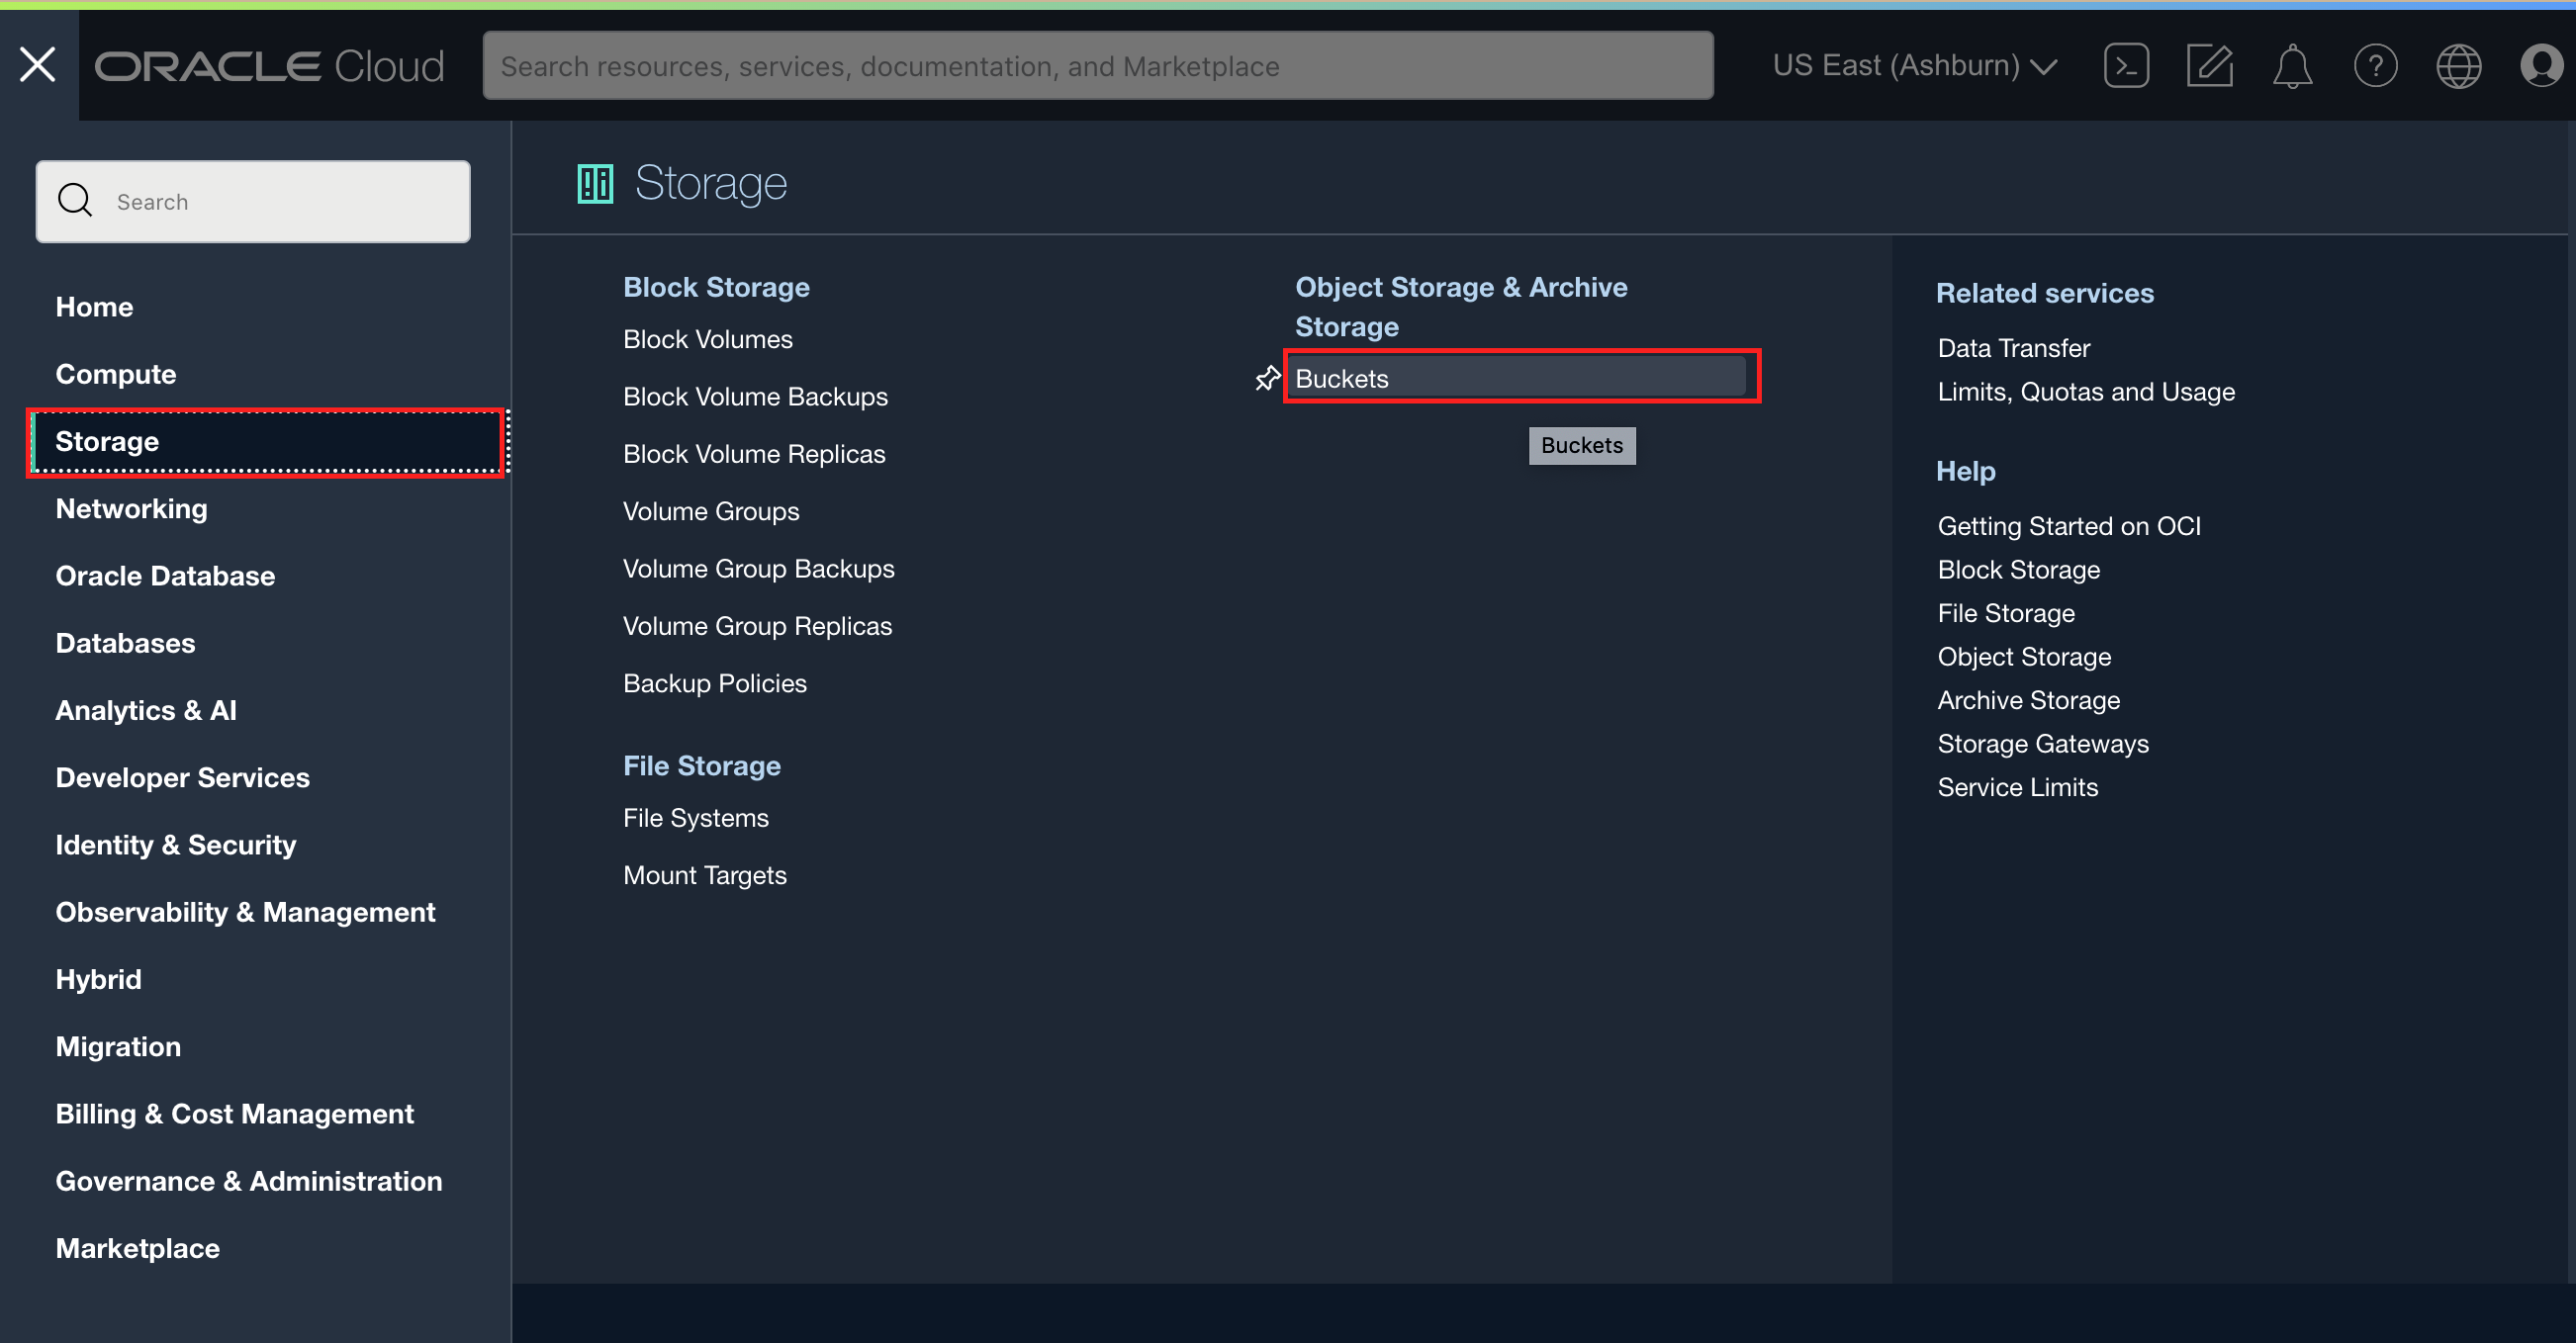 ORACLE Cloud
Search resources, services, documentation, and Marketplace
US East (Ashburn)
Search
Home
Compute
Storage
Networking
Oracle Database
Databases
Analytics & AI
Developer Services
Identity & Security
Observability & Management
Hybrid
Migration
Billing & Cost Management
Governance & Administration
Marketplace
Storage
Block Storage
Block Volumes
Block Volume Backups
Block Volume Replicas
Volume Groups
Volume Group Backups
Volume Group Replicas
Backup Policies
File Storage
File Systems
Mount Targets
Object Storage & Archive
Storage
Buckets
Buckets
Related services
Data Transfer
Limits, Quotas and Usage
Help
Getting Started on OCI
Block Storage
File Storage
Object Storage
Archive Storage
Storage Gateways
Service Limits